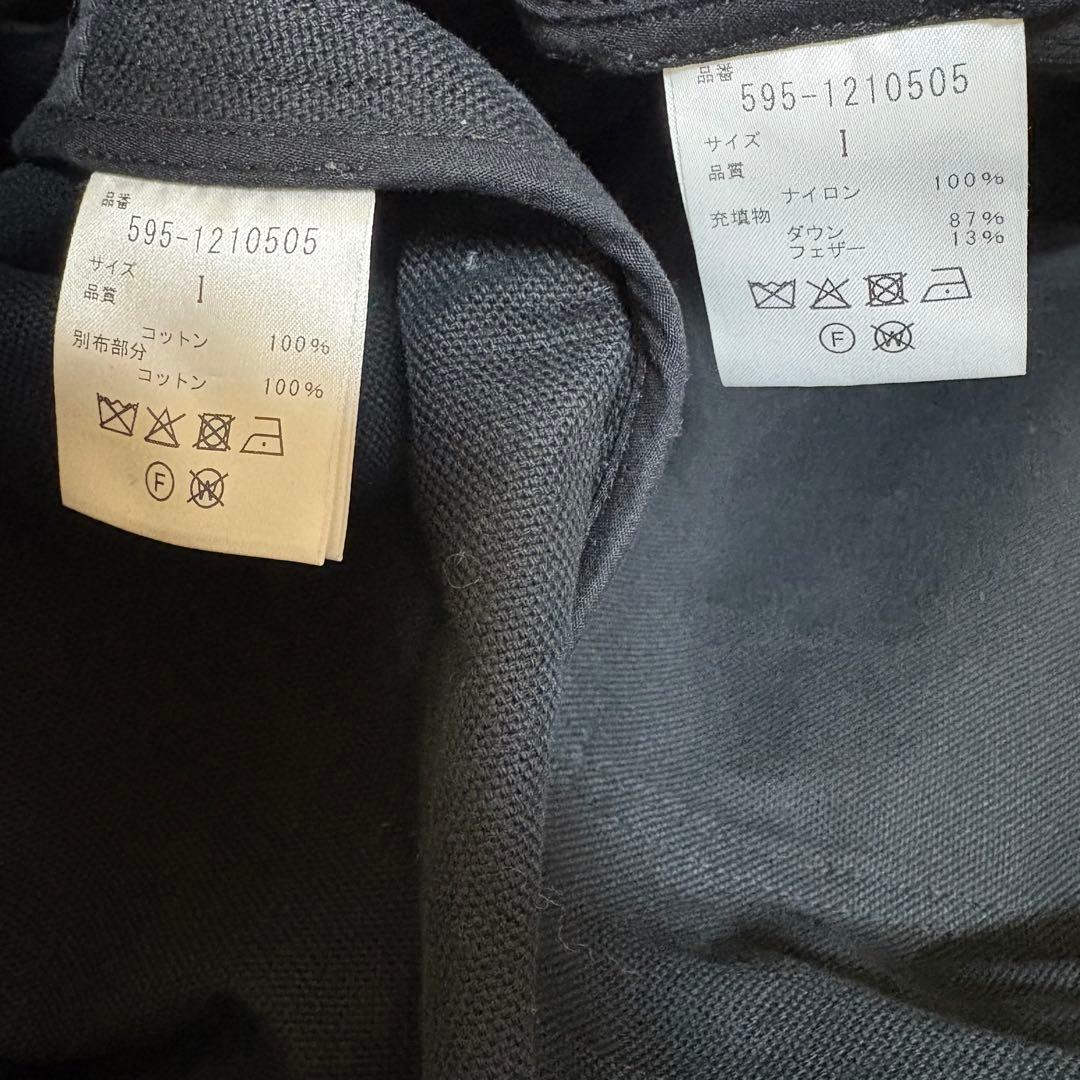 品番
595-1210505
サイズ I
品質
コットン 100%
別布部分
コットン 100%
F W
品番
595-1210505
サイズ I
品質
ナイロン 100%
充填物
ダウン 87%
フェザー 13%
F W